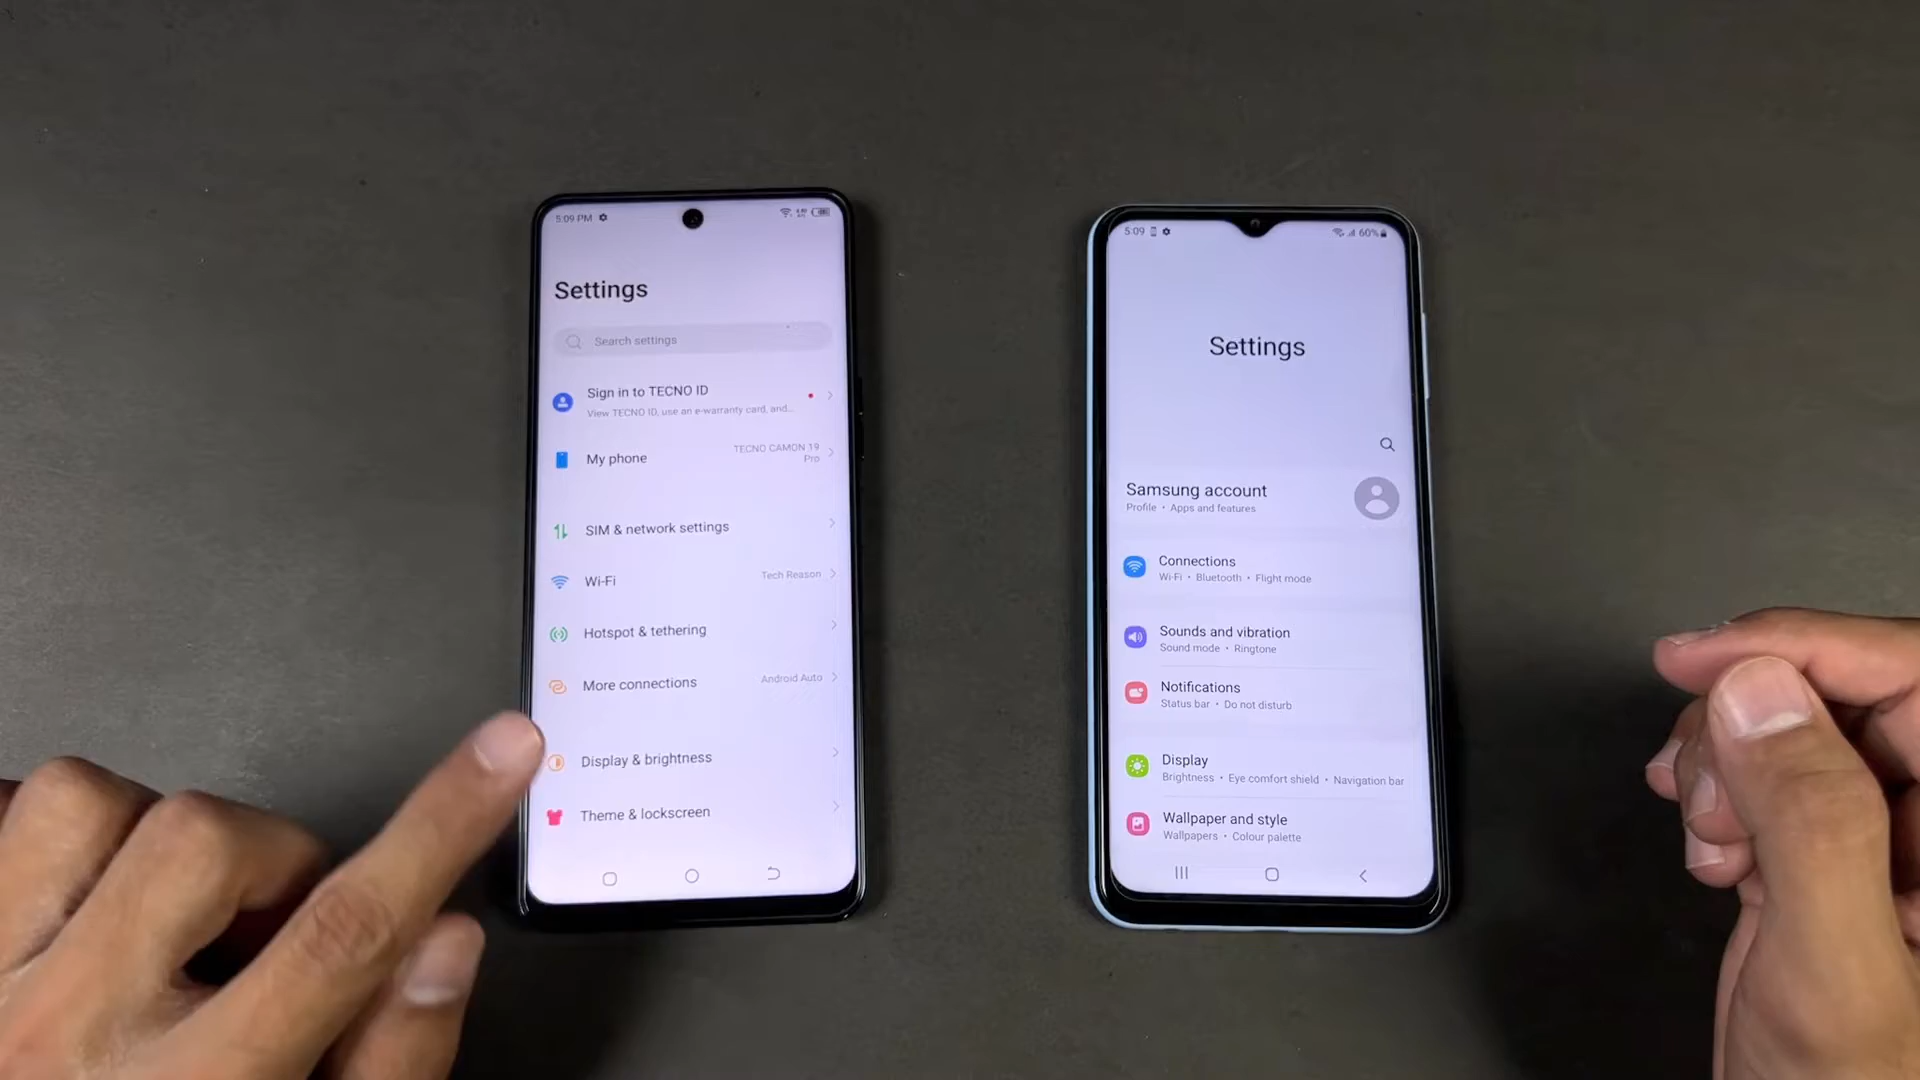 5:09 PM
Settings
Search settings
Sign in to TECNO ID
View TECNO ID, use an e-warranty card, and...
My phone
TECNO CAMON 19
Pro
SIM & network settings
Wi-Fi
Tech Reason
Hotspot & tethering
More connections
Android Auto
Display & brightness
Theme & lockscreen
5:09
60%
Settings
Samsung account
Profile • Apps and features
Connections
Wi-Fi • Bluetooth • Flight mode
Sounds and vibration
Sound mode • Ringtone
Notifications
Status bar • Do not disturb
Display
Brightness • Eye comfort shield • Navigation bar
Wallpaper and style
Wallpapers • Colour palette